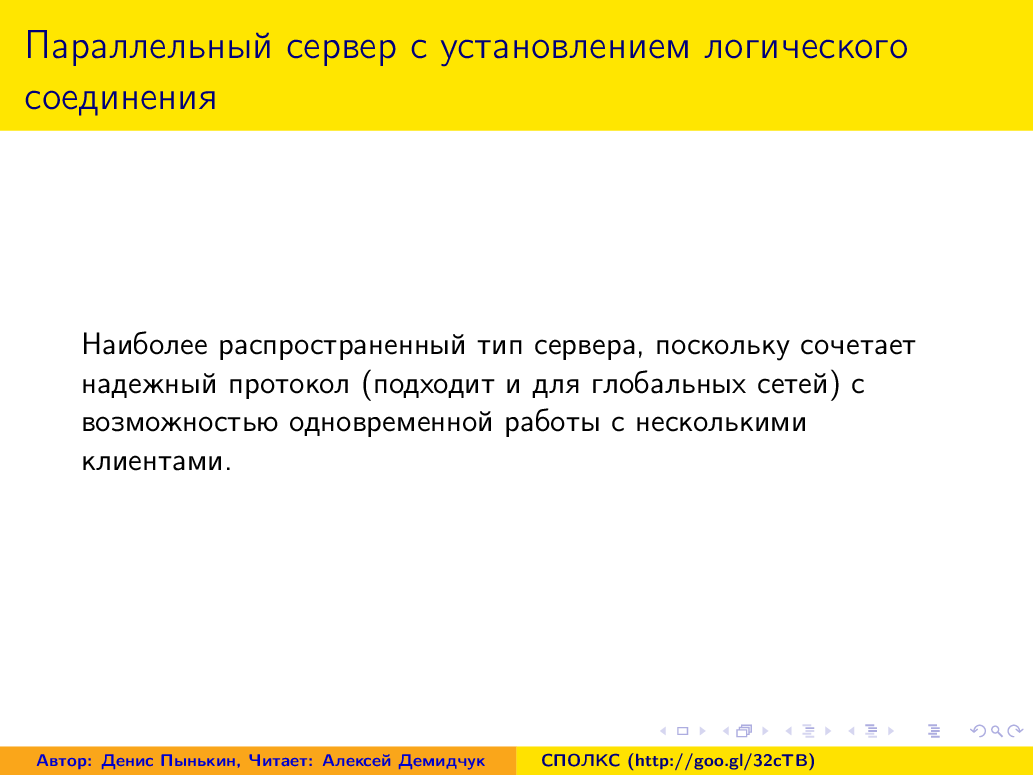 Параллельный сервер с установлением логического
соединения
Наиболее распространенный тип сервера, поскольку сочетает
надежный протокол (подходит и для глобальных сетей) с
возможностью одновременной работы с несколькими
клиентами.
Автор: Денис Пынькин, Читает: Алексей Демидчук
СПОЛКС (http://goo.gl/32cTB)